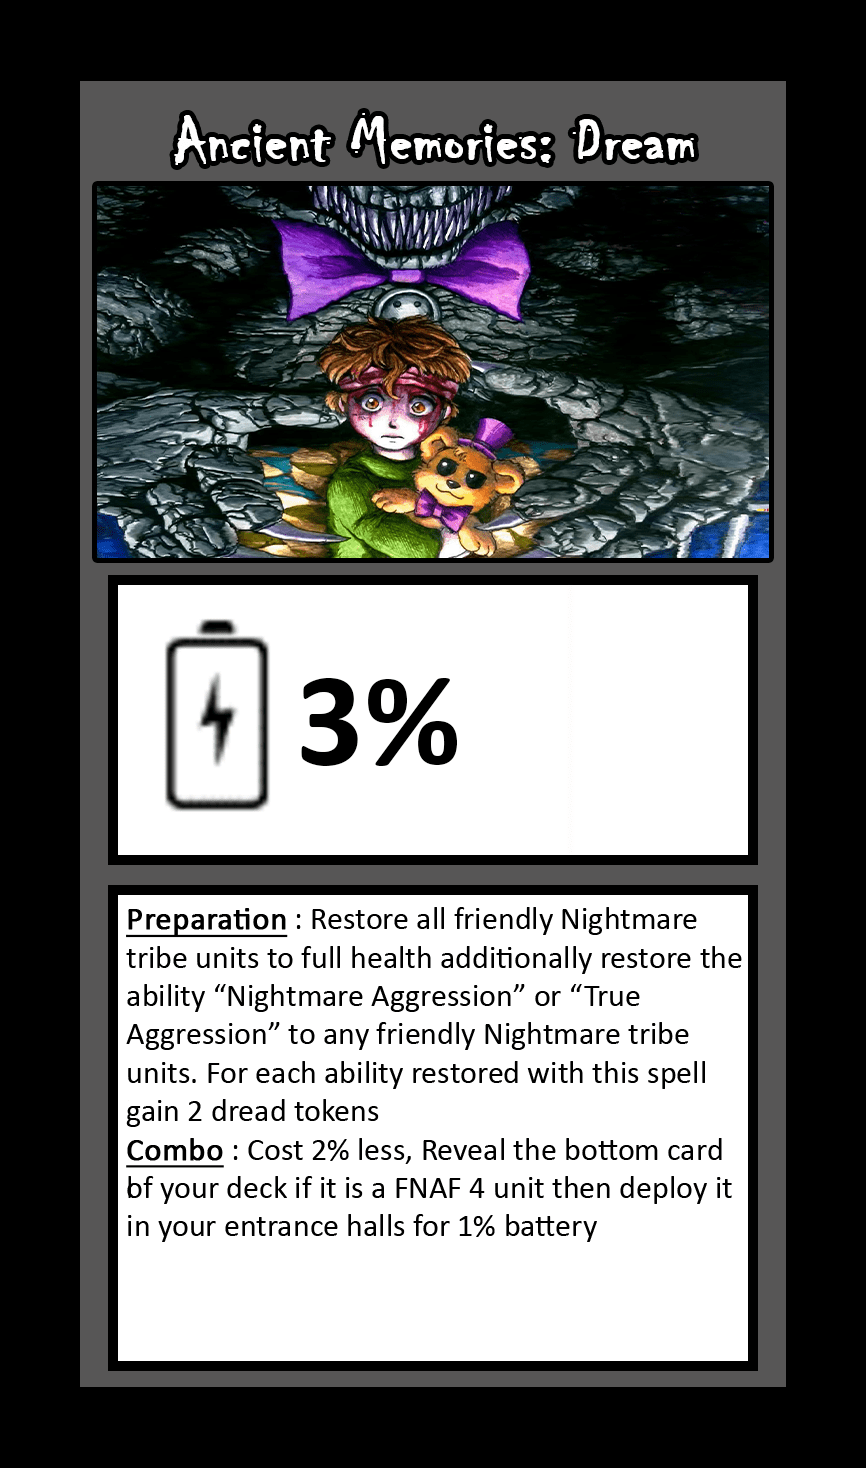 Ancient Memories: Dream
3%
Preparation : Restore all friendly Nightmare
tribe units to full health additionally restore the
ability “Nightmare Aggression” or “True
Aggression” to any friendly Nightmare tribe
units. For each ability restored with this spell
gain 2 dread tokens
Combo : Cost 2% less, Reveal the bottom card
of your deck if it is a FNAF 4 unit then deploy it
in your entrance halls for 1% battery